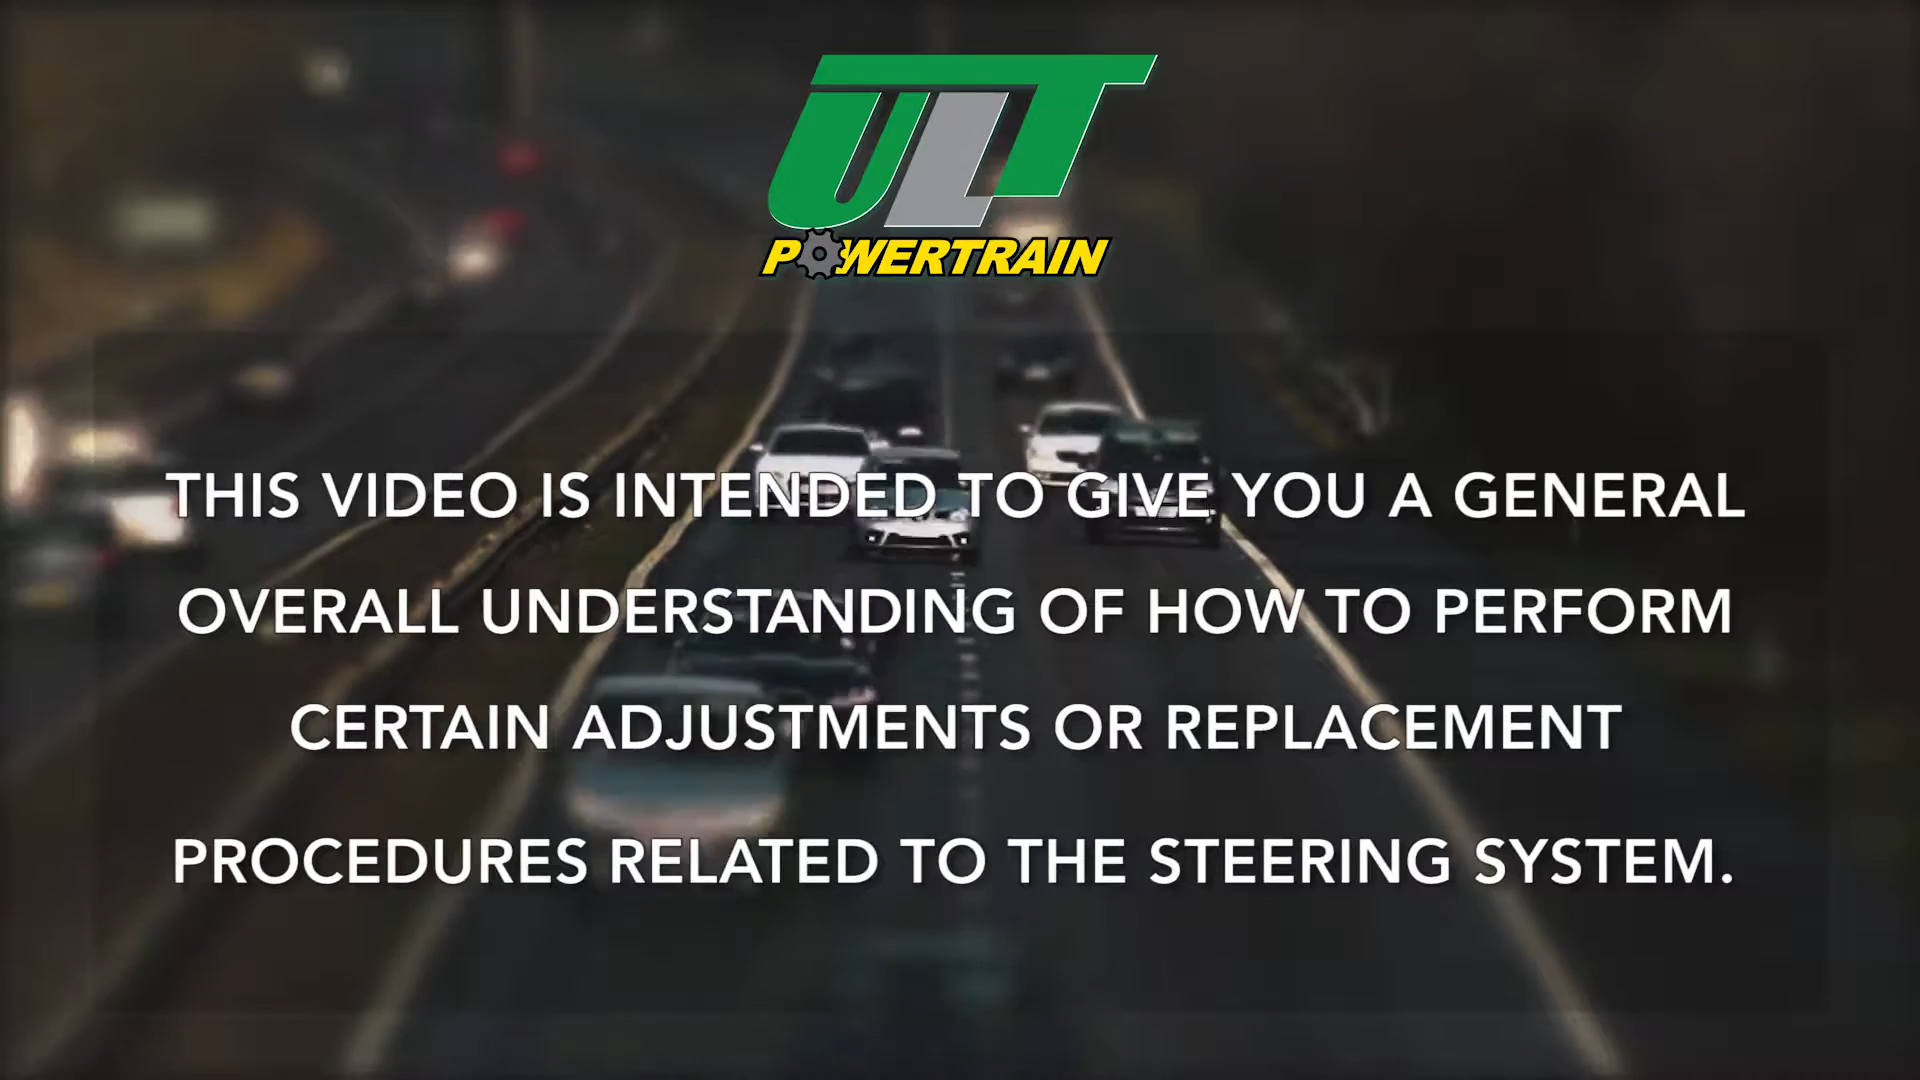 ULT
POWERTRAIN
THIS VIDEO IS INTENDED TO GIVE YOU A GENERAL
OVERALL UNDERSTANDING OF HOW TO PERFORM
CERTAIN ADJUSTMENTS OR REPLACEMENT
PROCEDURES RELATED TO THE STEERING SYSTEM.